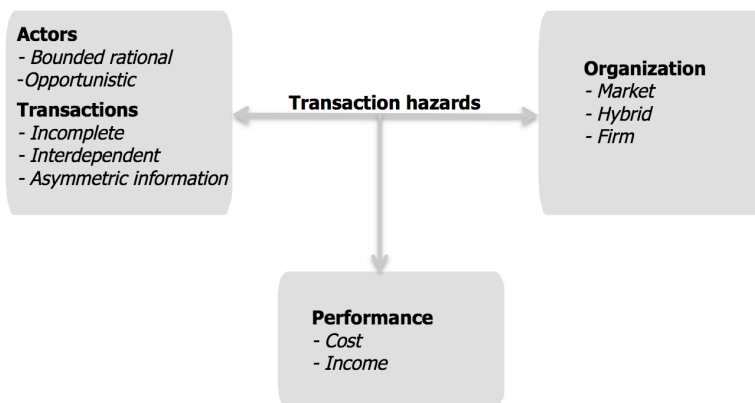 Actors
- Bounded rational
-Opportunistic
Transactions
- Incomplete
- Interdependent
- Asymmetric information
Transaction hazards
Organization
- Market
- Hybrid
- Firm
Performance
- Cost
- Income